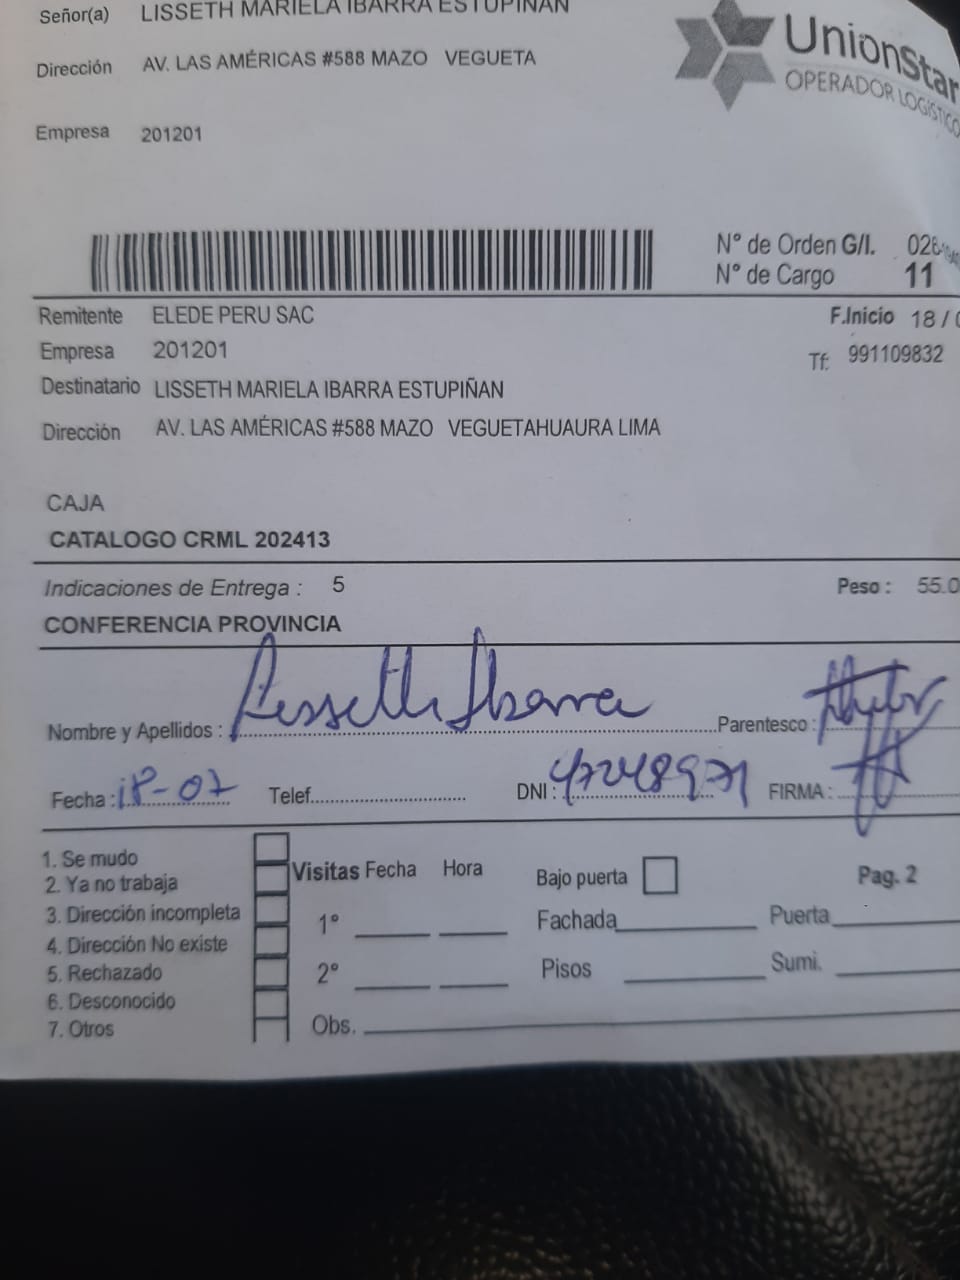 Señor(a) LISSETH MARIELA IBARRA ESTUPIÑAN
Dirección AV. LAS AMÉRICAS #588 MAZO VEGUETA
Empresa 201201
UnionStar
OPERADOR LOGÍSTICO
N° de Orden G/I. 026
N° de Cargo 11
Remitente ELEDE PERU SAC
F.Inicio 18 /
Empresa 201201
Tf: 991109832
Destinatario LISSETH MARIELA IBARRA ESTUPIÑAN
Dirección AV. LAS AMÉRICAS #588 MAZO VEGUETAHUAURA LIMA
CAJA
CATALOGO CRML 202413
Indicaciones de Entrega : 5
Peso : 55.0
CONFERENCIA PROVINCIA
Nombre y Apellidos : Lisseth Ibarra Parentesco :
Fecha : 18-07 Telef. DNI : 47248971 FIRMA :
1. Se mudo
2. Ya no trabaja
3. Dirección incompleta
4. Dirección No existe
5. Rechazado
6. Desconocido
7. Otros
Visitas Fecha Hora
1°
2°
Obs.
Bajo puerta
Pag. 2
Fachada Puerta
Pisos Sumi.